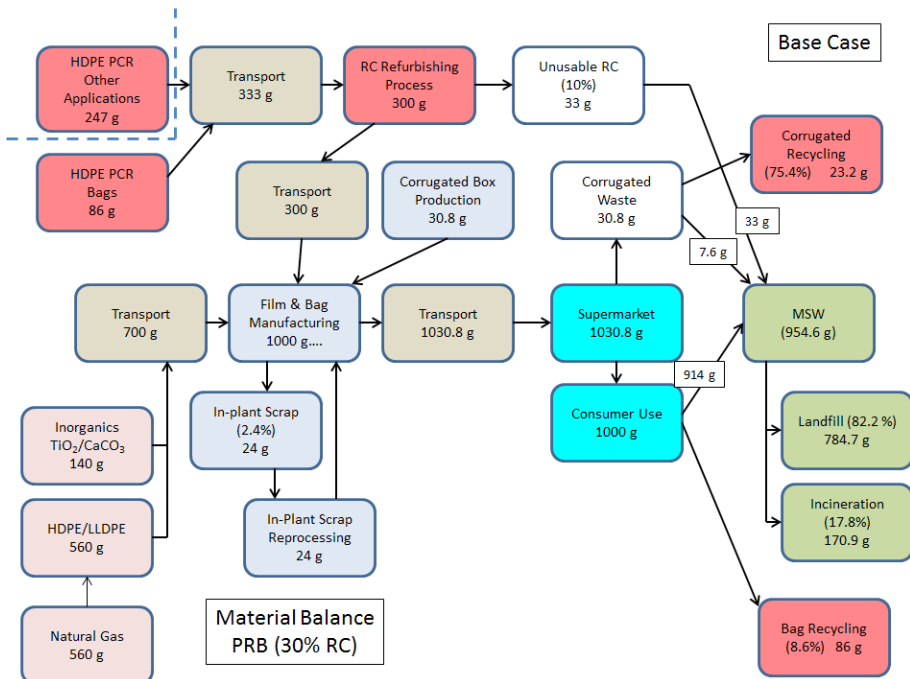 Base Case
HDPE PCR
Other
Applications
247 g
Transport
333 g
RC Refurbishing
Process
300 g
Unusable RC
(10%)
33 g
Corrugated
Recycling
(75.4%) 23.2 g
HDPE PCR
Bags
86 g
Transport
300 g
Corrugated Box
Production
30.8 g
Corrugated
Waste
30.8 g
33 g
7.6 g
Transport
700 g
Film & Bag
Manufacturing
1000 g....
Transport
1030.8 g
Supermarket
1030.8 g
MSW
(954.6 g)
914 g
Inorganics
TiO₂/CaCO₃
140 g
In-plant Scrap
(2.4%)
24 g
Consumer Use
1000 g
Landfill (82.2 %)
784.7 g
HDPE/LLDPE
560 g
In-Plant Scrap
Reprocessing
24 g
Incineration
(17.8%)
170.9 g
Natural Gas
560 g
Material Balance
PRB (30% RC)
Bag Recycling
(8.6%) 86 g